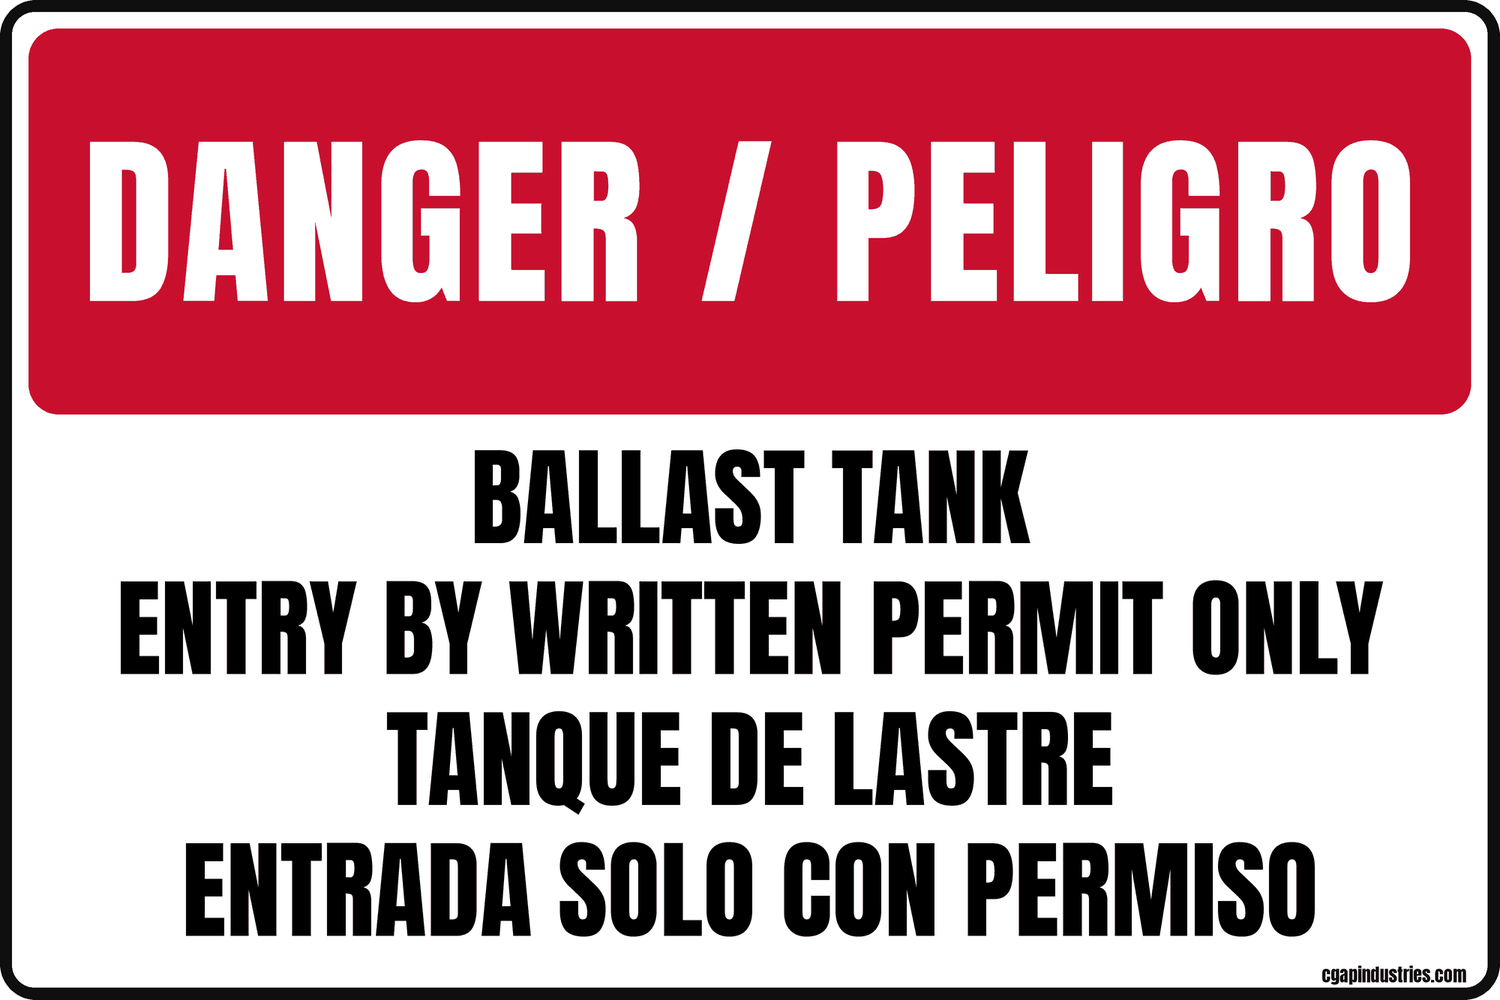 DANGER / PELIGRO
BALLAST TANK
ENTRY BY WRITTEN PERMIT ONLY
TANQUE DE LASTRE
ENTRADA SOLO CON PERMISO
cgapindustries.com